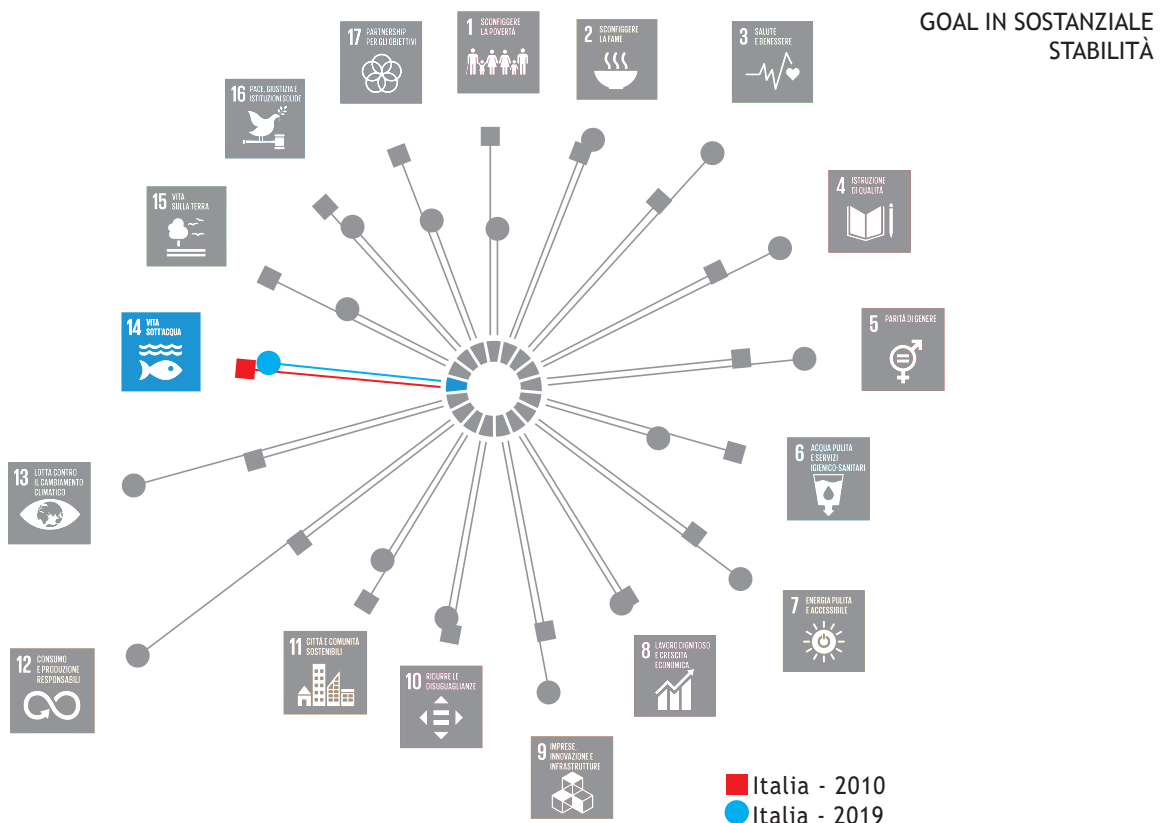 GOAL IN SOSTANZIALE
STABILITÀ
1 SCONFIGGERE
LA POVERTÀ
2 SCONFIGGERE
LA FAME
3 SALUTE
E BENESSERE
4 ISTRUZIONE
DI QUALITÀ
5 PARITÀ DI GENERE
6 ACQUA PULITA
E SERVIZI
IGIENICO-SANITARI
7 ENERGIA PULITA
E ACCESSIBILE
8 LAVORO DIGNITOSO
E CRESCITA
ECONOMICA
9 IMPRESE,
INNOVAZIONE E
INFRASTRUTTURE
10 RIDURRE LE
DISUGUAGLIANZE
11 CITTÀ E COMUNITÀ
SOSTENIBILI
12 CONSUMO
E PRODUZIONE
RESPONSABILI
13 LOTTA CONTRO
IL CAMBIAMENTO
CLIMATICO
14 VITA
SOTT'ACQUA
15 VITA
SULLA TERRA
16 PACE, GIUSTIZIA E
ISTITUZIONI SOLIDE
17 PARTNERSHIP
PER GLI OBIETTIVI
Italia - 2010
Italia - 2019